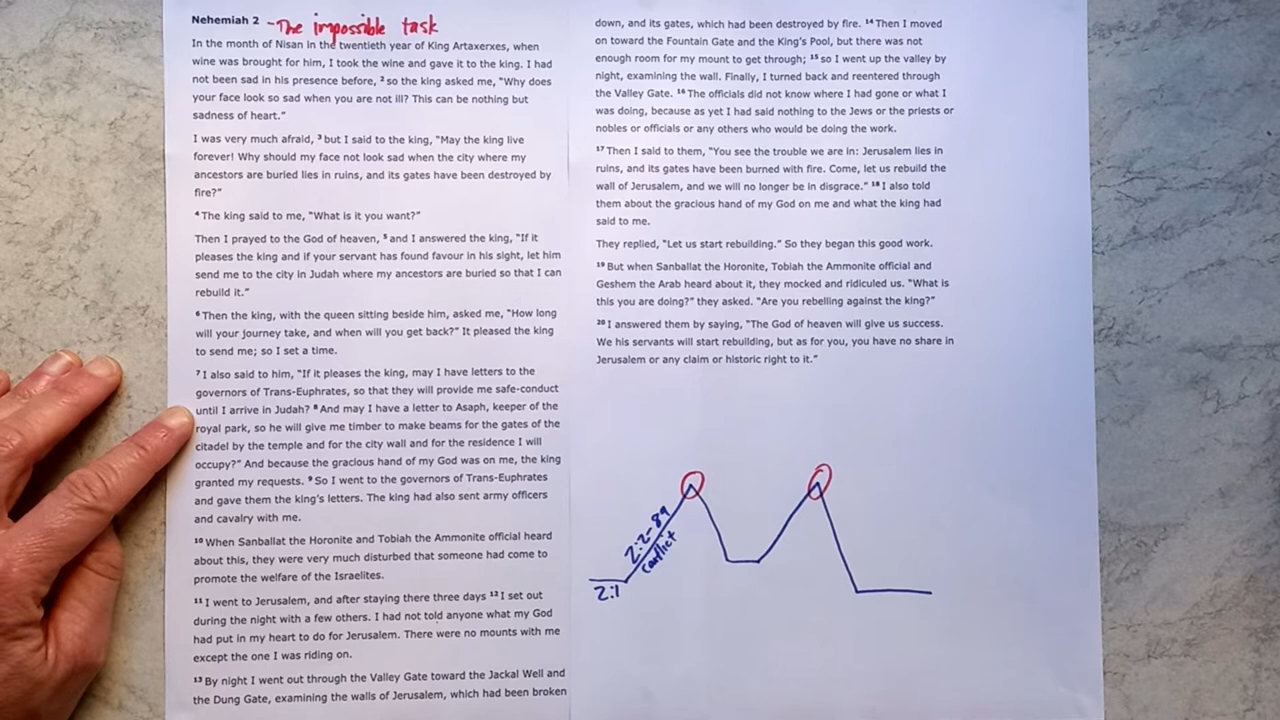 Nehemiah 2 - The impossible task
In the month of Nisan in the twentieth year of King Artaxerxes, when
wine was brought for him, I took the wine and gave it to the king. I had
not been sad in his presence before, ² so the king asked me, “Why does
your face look so sad when you are not ill? This can be nothing but
sadness of heart.”
I was very much afraid, ³ but I said to the king, “May the king live
forever! Why should my face not look sad when the city where my
ancestors are buried lies in ruins, and its gates have been destroyed by
fire?”
⁴ The king said to me, “What is it you want?”
Then I prayed to the God of heaven, ⁵ and I answered the king, “If it
pleases the king and if your servant has found favour in his sight, let him
send me to the city in Judah where my ancestors are buried so that I can
rebuild it.”
⁶ Then the king, with the queen sitting beside him, asked me, “How long
will your journey take, and when will you get back?” It pleased the king
to send me; so I set a time.
⁷ I also said to him, “If it pleases the king, may I have letters to the
governors of Trans-Euphrates, so that they will provide me safe-conduct
until I arrive in Judah? ⁸ And may I have a letter to Asaph, keeper of the
royal park, so he will give me timber to make beams for the gates of the
citadel by the temple and for the city wall and for the residence I will
occupy?” And because the gracious hand of my God was on me, the king
granted my requests. ⁹ So I went to the governors of Trans-Euphrates
and gave them the king’s letters. The king had also sent army officers
and cavalry with me.
¹⁰ When Sanballat the Horonite and Tobiah the Ammonite official heard
about this, they were very much disturbed that someone had come to
promote the welfare of the Israelites.
¹¹ I went to Jerusalem, and after staying there three days ¹² I set out
during the night with a few others. I had not told anyone what my God
had put in my heart to do for Jerusalem. There were no mounts with me
except the one I was riding on.
¹³ By night I went out through the Valley Gate toward the Jackal Well and
the Dung Gate, examining the walls of Jerusalem, which had been broken
down, and its gates, which had been destroyed by fire. ¹⁴ Then I moved
on toward the Fountain Gate and the King’s Pool, but there was not
enough room for my mount to get through; ¹⁵ so I went up the valley by
night, examining the wall. Finally, I turned back and reentered through
the Valley Gate. ¹⁶ The officials did not know where I had gone or what I
was doing, because as yet I had said nothing to the Jews or the priests or
nobles or officials or any others who would be doing the work.
¹⁷ Then I said to them, “You see the trouble we are in: Jerusalem lies in
ruins, and its gates have been burned with fire. Come, let us rebuild the
wall of Jerusalem, and we will no longer be in disgrace.” ¹⁸ I also told
them about the gracious hand of my God on me and what the king had
said to me.
They replied, “Let us start rebuilding.” So they began this good work.
¹⁹ But when Sanballat the Horonite, Tobiah the Ammonite official and
Geshem the Arab heard about it, they mocked and ridiculed us. “What is
this you are doing?” they asked. “Are you rebelling against the king?”
²⁰ I answered them by saying, “The God of heaven will give us success.
We his servants will start rebuilding, but as for you, you have no share in
Jerusalem or any claim or historic right to it.”
2:1
2:2-8a
conflict